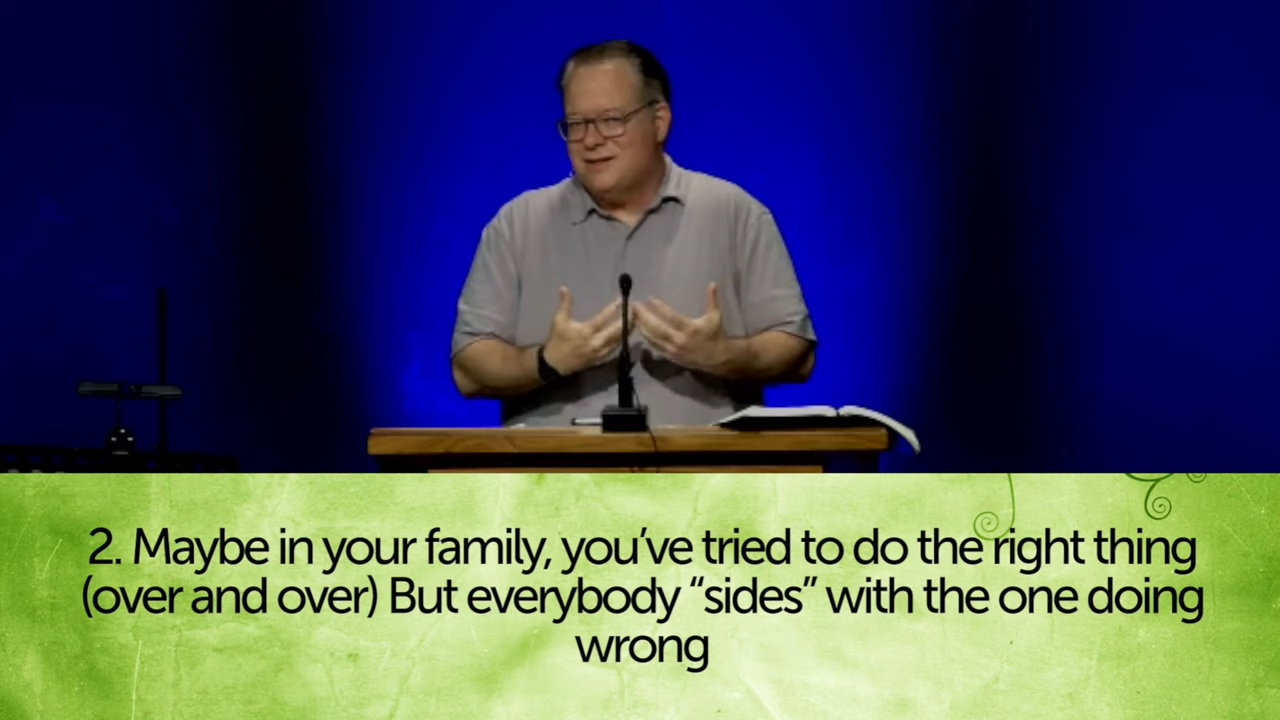 2. Maybe in your family, you’ve tried to do the right thing
(over and over) But everybody “sides” with the one doing
wrong